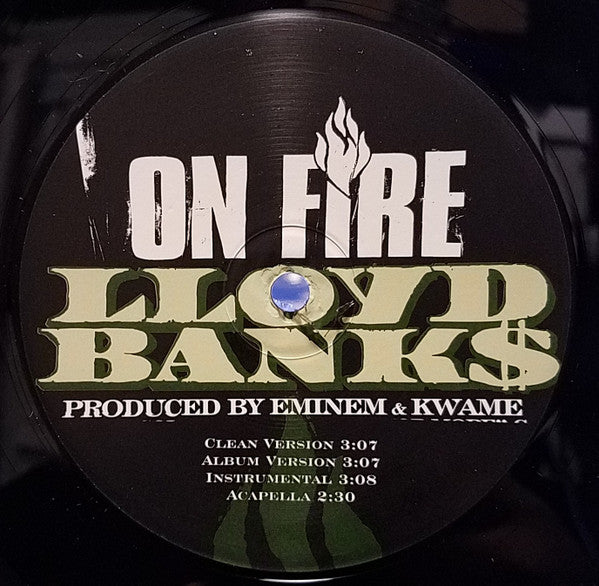 ON FIRE
LLOYD
BANK$
PRODUCED BY EMINEM & KWAME
CLEAN VERSION 3:07
ALBUM VERSION 3:07
INSTRUMENTAL 3:08
ACAPELLA 2:30